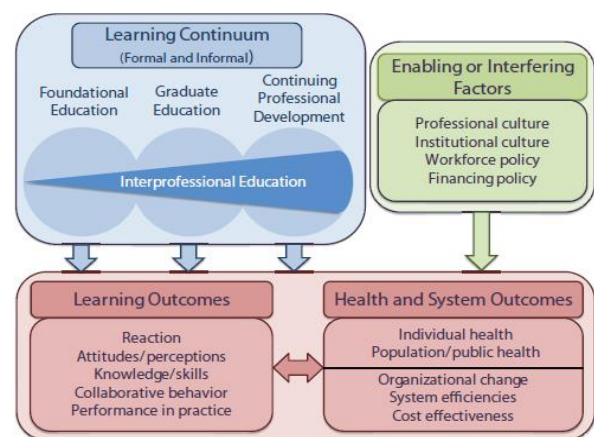 Learning Continuum
(Formal and Informal)
Foundational
Education
Graduate
Education
Continuing
Professional
Development
Interprofessional Education
Enabling or Interfering
Factors
Professional culture
Institutional culture
Workforce policy
Financing policy
Learning Outcomes
Reaction
Attitudes/perceptions
Knowledge/skills
Collaborative behavior
Performance in practice
Health and System Outcomes
Individual health
Population/public health
Organizational change
System efficiencies
Cost effectiveness